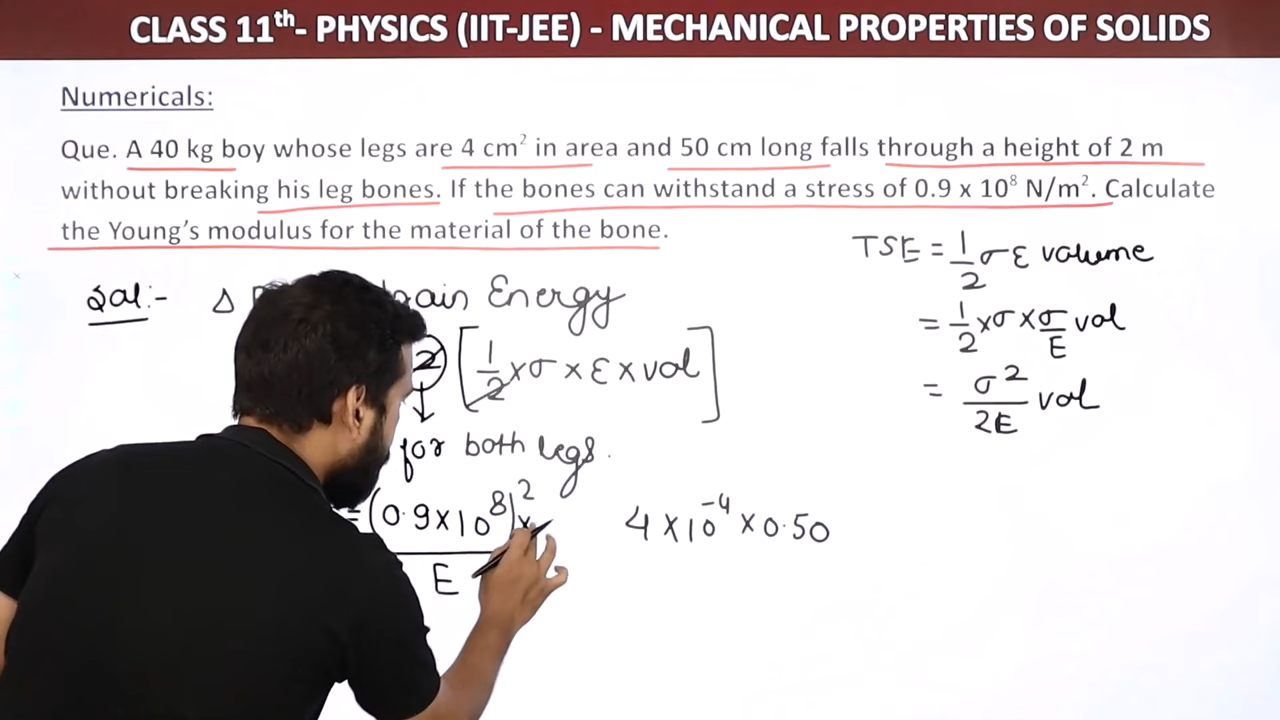 CLASS 11th- PHYSICS (IIT-JEE) - MECHANICAL PROPERTIES OF SOLIDS
Numericals:
Que. A 40 kg boy whose legs are 4 cm² in area and 50 cm long falls through a height of 2 m
without breaking his leg bones. If the bones can withstand a stress of 0.9 x 10⁸ N/m². Calculate
the Young's modulus for the material of the bone.
Sol:- Δ Energy
2 [1/2 × σ × ε × vol]
for both legs.
= (0.9×10⁸)² × 4×10⁻⁴ × 0.50
E
TSE = 1/2 σ ε volume
= 1/2 × σ × σ/E vol
= σ²/2E vol